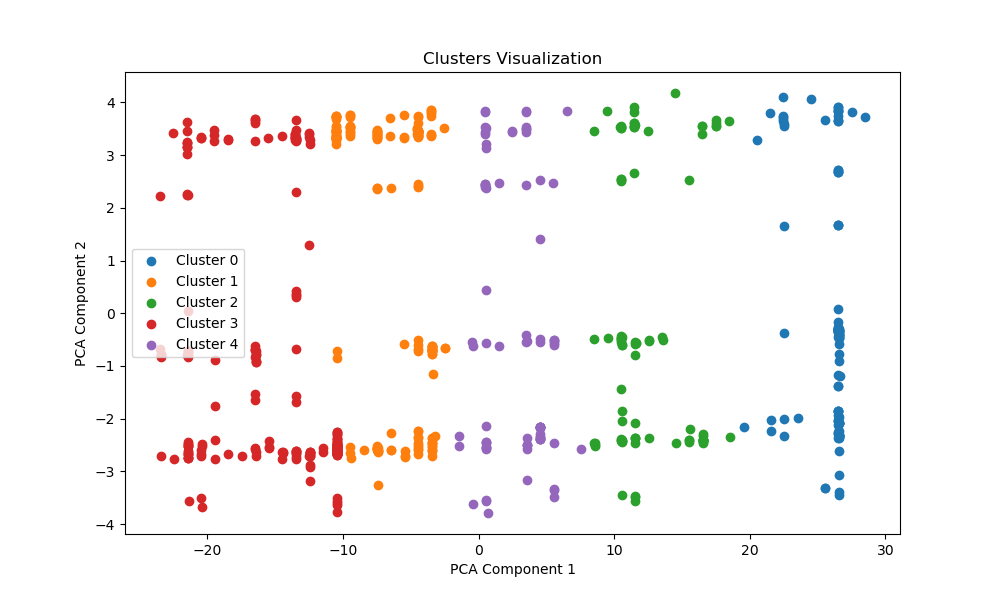 Clusters Visualization
PCA Component 2
4
3
2
1
0
−1
−2
−3
−4
Cluster 0
Cluster 1
Cluster 2
Cluster 3
Cluster 4
−20
−10
0
10
20
30
PCA Component 1